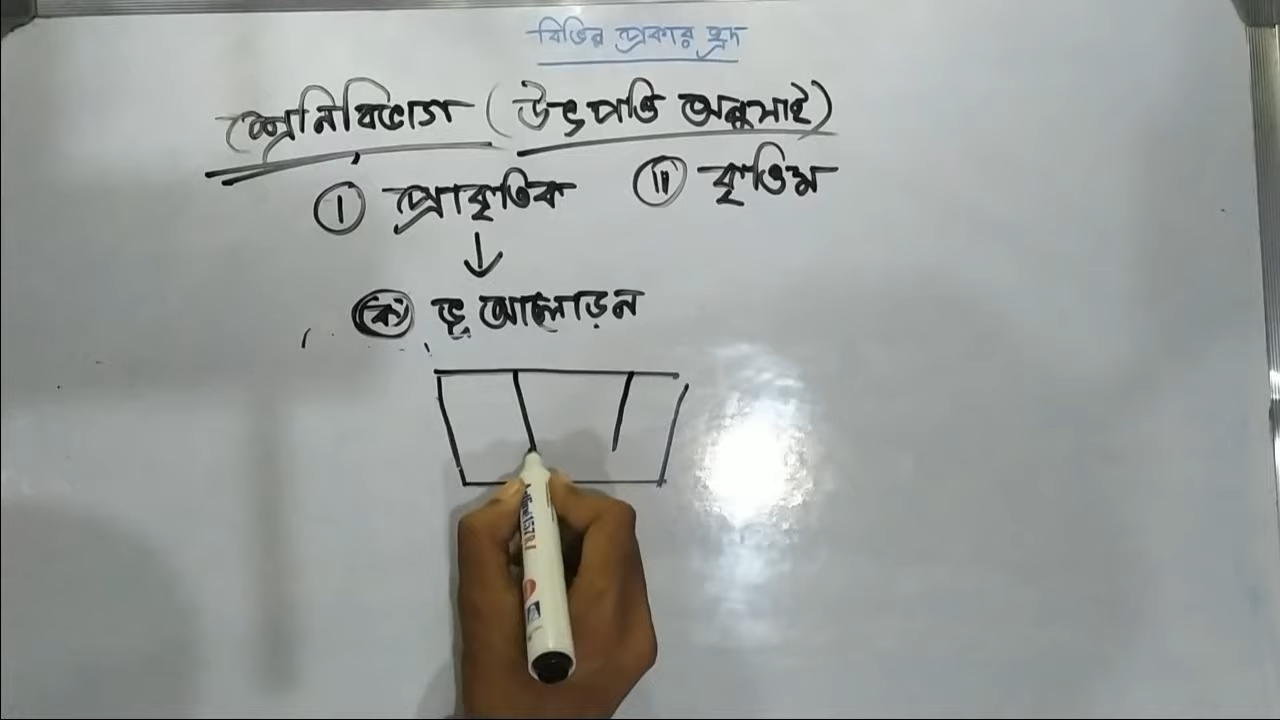 বিভিন্ন প্রকার হ্রদ
শ্রেনিবিভাগ (উৎপত্তি অনুসাই)
i প্রাকৃতিক ii কৃত্তিম
↓
ক ভূ আলোড়ন